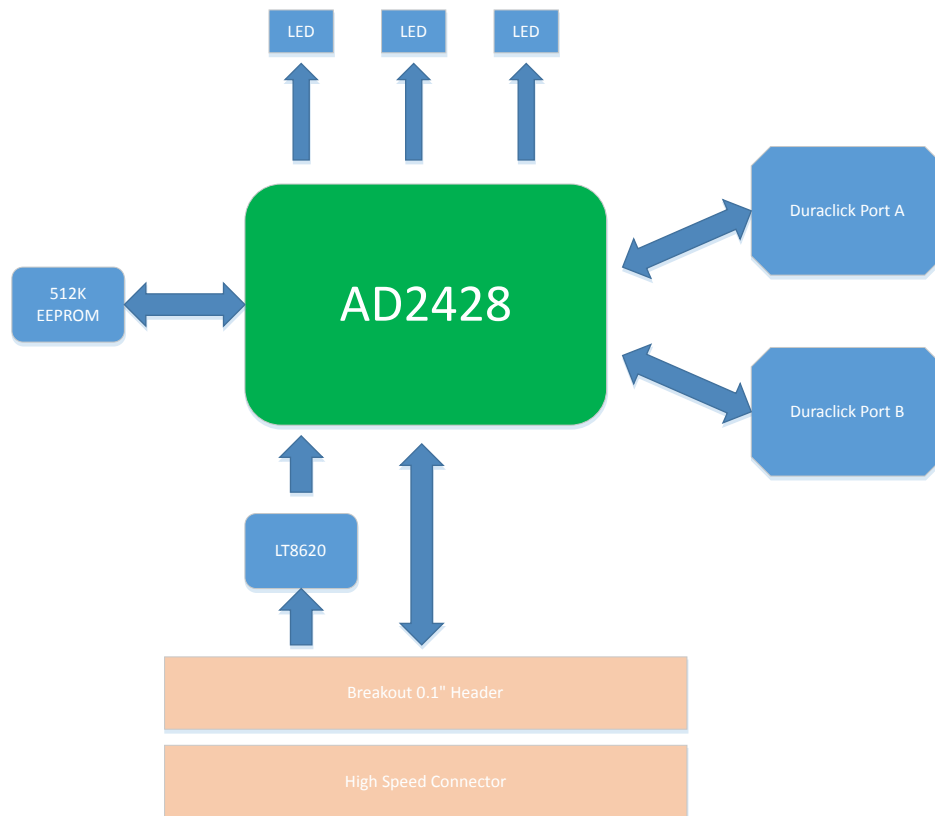 LED
LED
LED
Duraclick Port A
512K
EEPROM
AD2428
Duraclick Port B
LT8620
Breakout 0.1" Header
High Speed Connector